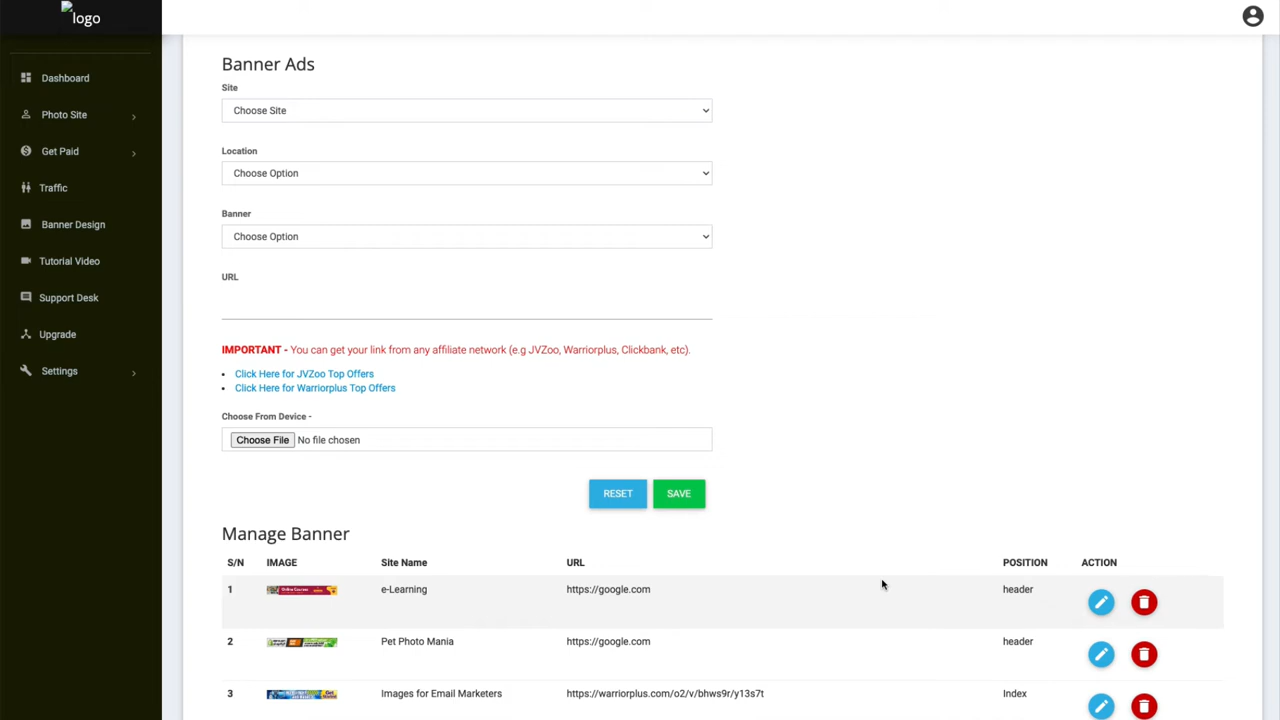 logo
Dashboard
Photo Site
Get Paid
Traffic
Banner Design
Tutorial Video
Support Desk
Upgrade
Settings
Banner Ads
Site
Choose Site
Location
Choose Option
Banner
Choose Option
URL
IMPORTANT - You can get your link from any affiliate network (e.g JVZoo, Warriorplus, Clickbank, etc).
Click Here for JVZoo Top Offers
Click Here for Warriorplus Top Offers
Choose From Device -
Choose File No file chosen
RESET SAVE
Manage Banner
S/N IMAGE Site Name URL POSITION ACTION
1 Online Courses e-Learning https://google.com header
2 Pet Photo Mania https://google.com header
3 Images for Email Marketers https://warriorplus.com/o2/v/bhws9r/y13s7t Index